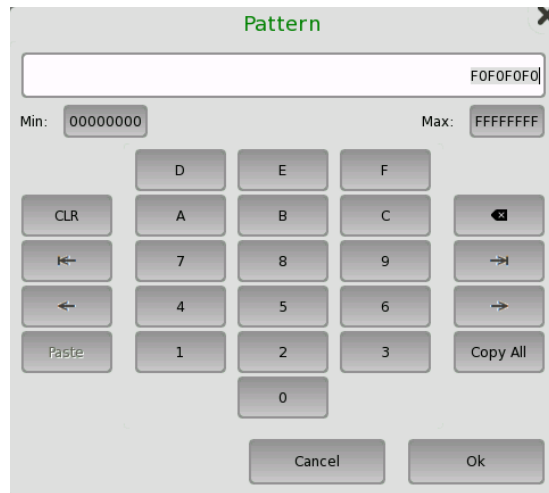 Pattern
F0F0F0F0
Min: 00000000 Max: FFFFFFFF
D E F
CLR A B C
7 8 9
4 5 6
Paste 1 2 3 Copy All
0
Cancel Ok